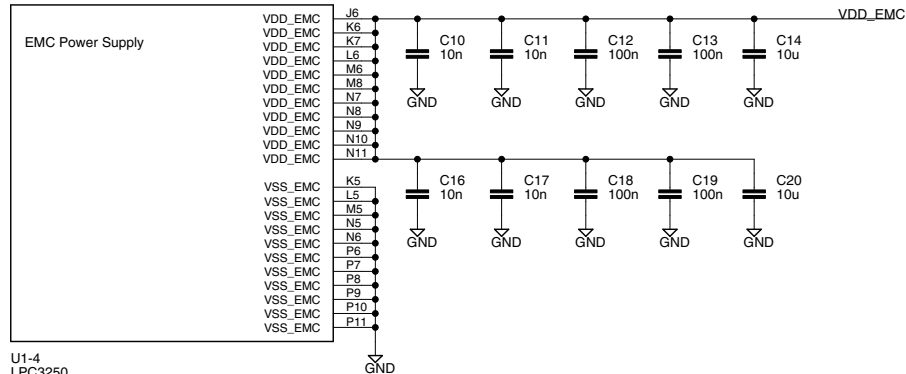 VDD_EMC J6 VDD_EMC
VDD_EMC K6
EMC Power Supply VDD_EMC K7 C10 C11 C12 C13 C14
VDD_EMC L6 10n 10n 100n 100n 10u
VDD_EMC M6
VDD_EMC M8
VDD_EMC N7 GND GND GND GND GND
VDD_EMC N8
VDD_EMC N9
VDD_EMC N10
VDD_EMC N11
VSS_EMC K5 C16 C17 C18 C19 C20
VSS_EMC L5 10n 10n 100n 100n 10u
VSS_EMC M5
VSS_EMC N5
VSS_EMC N6 GND GND GND GND GND
VSS_EMC P6
VSS_EMC P7
VSS_EMC P8
VSS_EMC P9
VSS_EMC P10
VSS_EMC P11
U1-4
LPC3250
GND